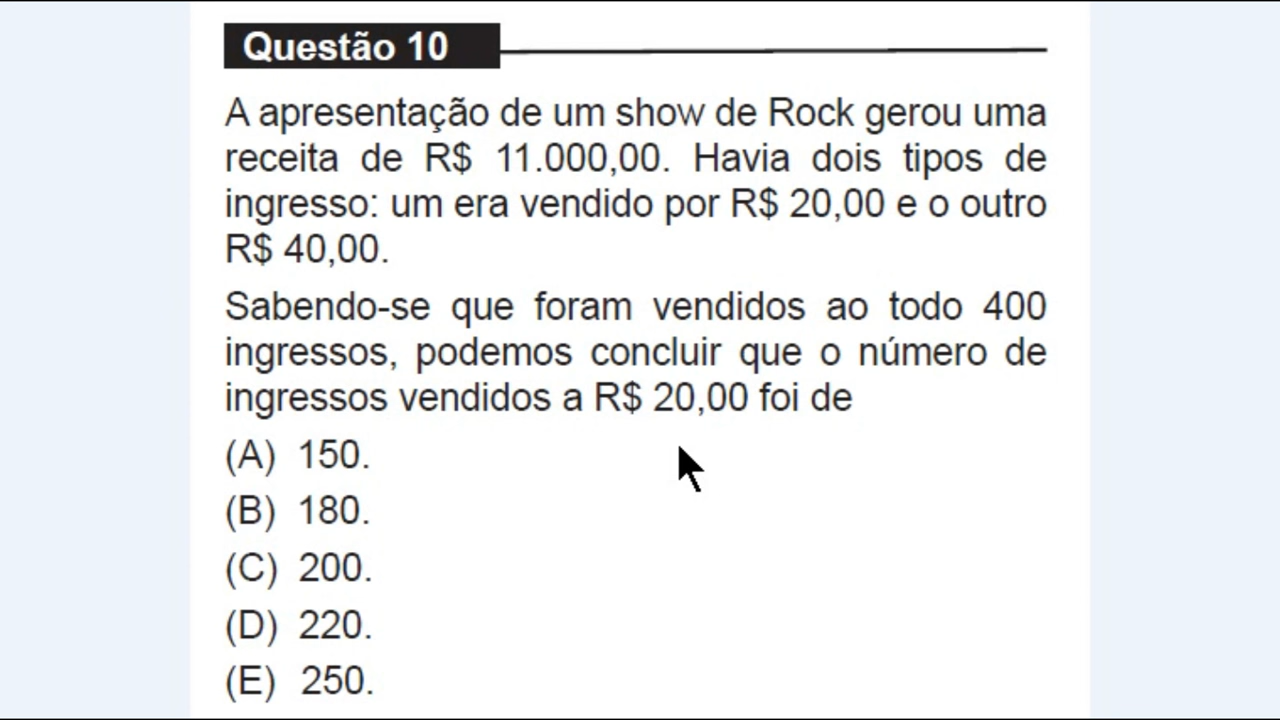 Questão 10
A apresentação de um show de Rock gerou uma
receita de R$ 11.000,00. Havia dois tipos de
ingresso: um era vendido por R$ 20,00 e o outro
R$ 40,00.
Sabendo-se que foram vendidos ao todo 400
ingressos, podemos concluir que o número de
ingressos vendidos a R$ 20,00 foi de
(A) 150.
(B) 180.
(C) 200.
(D) 220.
(E) 250.